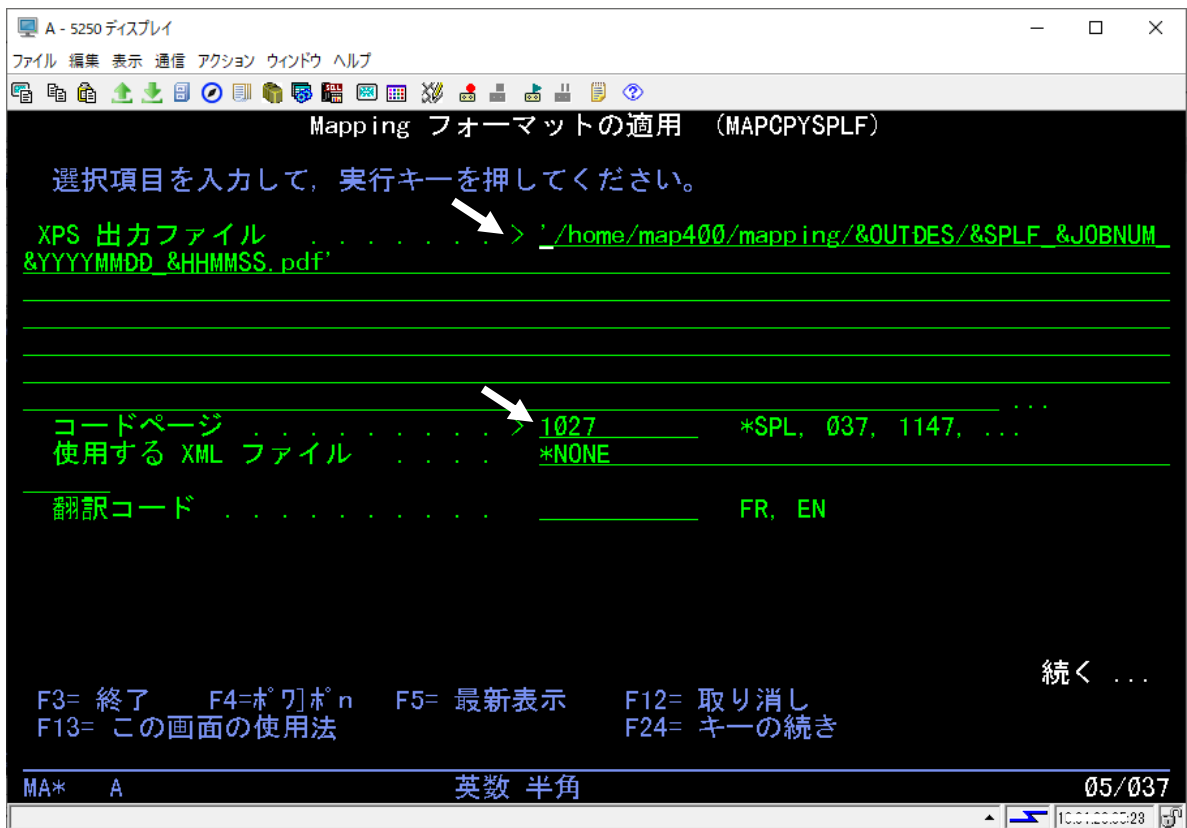 A - 5250 ディスプレイ
ファイル 編集 表示 通信 アクション ウィンドウ ヘルプ
Mapping フォーマットの適用 (MAPCPYSPLF)
選択項目を入力して, 実行キーを押してください。
XPS 出力ファイル . . . . . . . > '/home/map400/mapping/&OUTDES/&SPLF_&JOBNUM_
&YYYYMMDD_&HHMMSS.pdf'
...
コードページ . . . . . . . . . . > 1027 *SPL, 037, 1147, ...
使用する XML ファイル . . . . *NONE
翻訳コード . . . . . . . . . . FR, EN
続く ...
F3= 終了 F4=ﾎﾟﾜ]ﾎﾟn F5= 最新表示 F12= 取り消し
F13= この画面の使用法 F24= キーの続き
MA* A 英数 半角 05/037